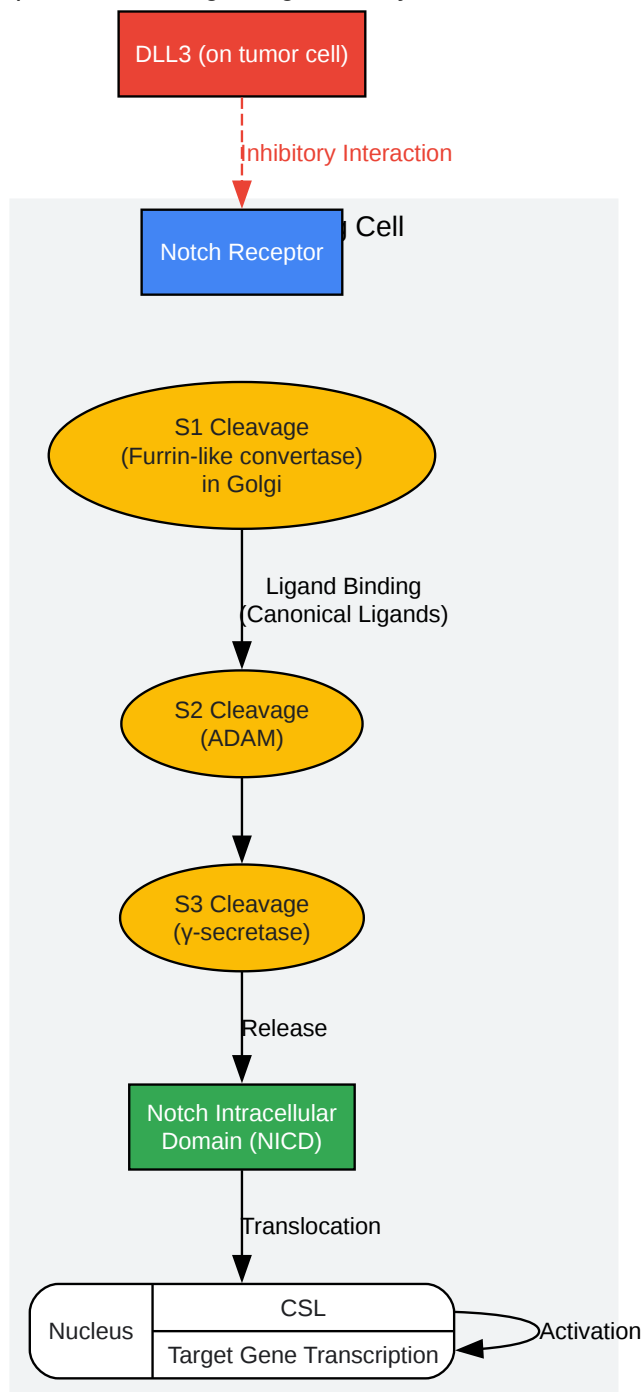 DLL3 (on tumor cell)
Inhibitory Interaction
Cell
Notch Receptor
S1 Cleavage
(Furrin-like convertase)
in Golgi
Ligand Binding
(Canonical Ligands)
S2 Cleavage
(ADAM)
S3 Cleavage
(γ-secretase)
Release
Notch Intracellular
Domain (NICD)
Translocation
Nucleus
CSL
Target Gene Transcription
Activation